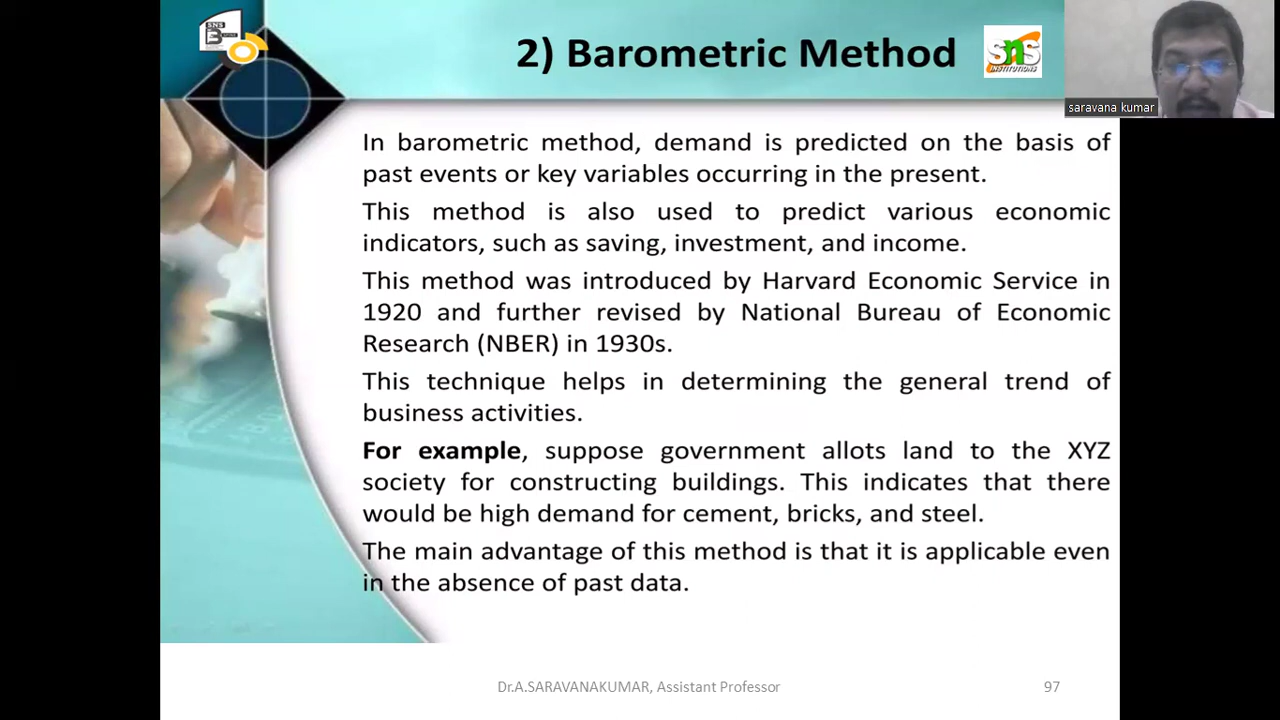 SNS
B
2) Barometric Method
SNS
INSTITUTIONS
saravana kumar
In barometric method, demand is predicted on the basis of
past events or key variables occurring in the present.
This method is also used to predict various economic
indicators, such as saving, investment, and income.
This method was introduced by Harvard Economic Service in
1920 and further revised by National Bureau of Economic
Research (NBER) in 1930s.
This technique helps in determining the general trend of
business activities.
For example, suppose government allots land to the XYZ
society for constructing buildings. This indicates that there
would be high demand for cement, bricks, and steel.
The main advantage of this method is that it is applicable even
in the absence of past data.
Dr.A.SARAVANAKUMAR, Assistant Professor
97